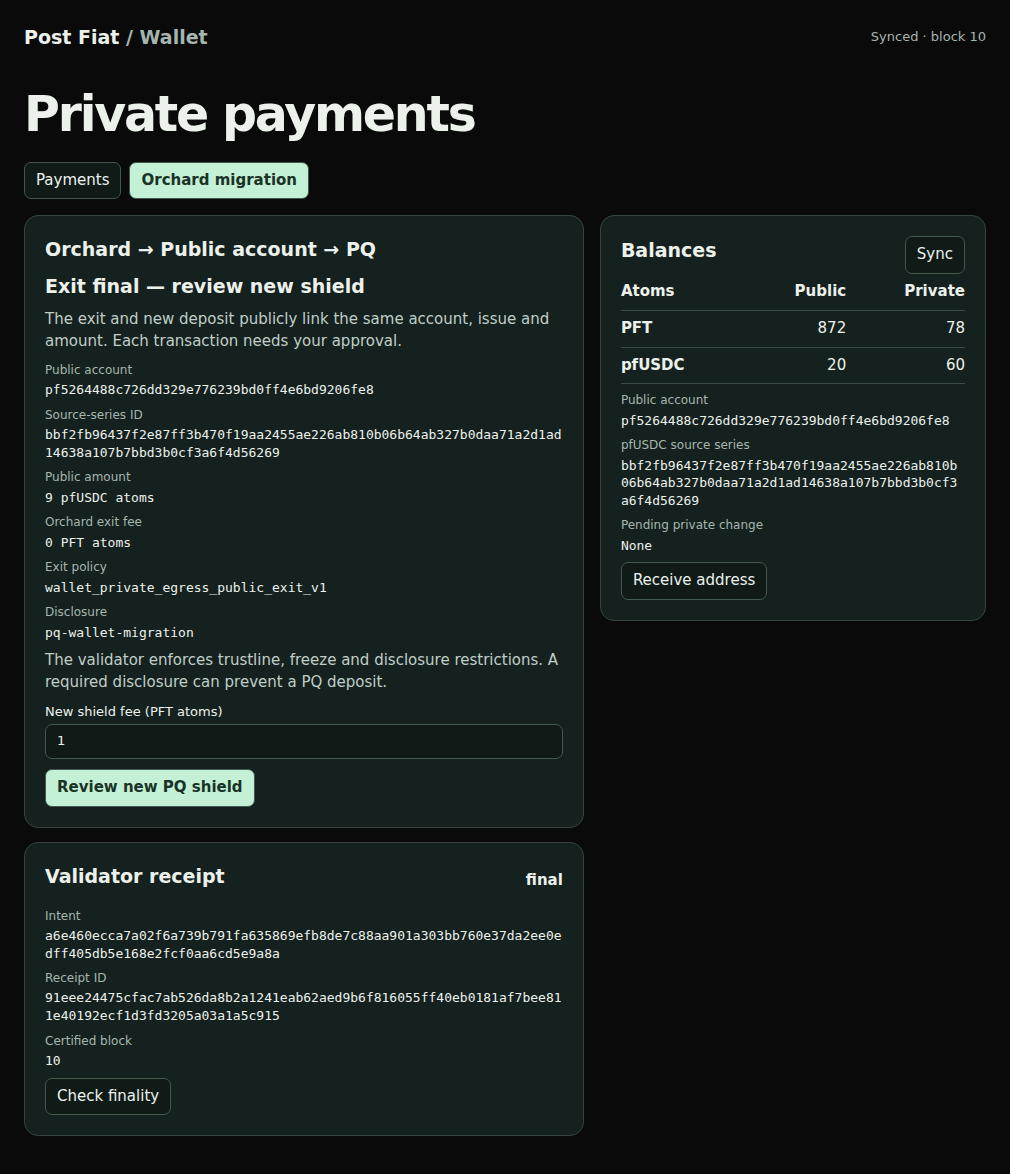 Post Fiat / Wallet
Synced · block 10
Private payments
Payments
Orchard migration
Orchard → Public account → PQ
Exit final — review new shield
The exit and new deposit publicly link the same account, issue and
amount. Each transaction needs your approval.
Public account
pf5264488c726dd329e776239bd0ff4e6bd9206fe8
Source-series ID
bbf2fb96437f2e87ff3b470f19aa2455ae226ab810b06b64ab327b0daa71a2d1ad
14638a107b7bbd3b0cf3a6f4d56269
Public amount
9 pfUSDC atoms
Orchard exit fee
0 PFT atoms
Exit policy
wallet_private_egress_public_exit_v1
Disclosure
pq-wallet-migration
The validator enforces trustline, freeze and disclosure restrictions. A
required disclosure can prevent a PQ deposit.
New shield fee (PFT atoms)
1
Review new PQ shield
Validator receipt
final
Intent
a6e460ecca7a02f6a739b791fa635869efb8de7c88aa901a303bb760e37da2ee0e
dff405db5e168e2fcf0aa6cd5e9a8a
Receipt ID
91eee24475cfac7ab526da8b2a1241eab62aed9b6f816055ff40eb0181af7bee81
1e40192ecf1d3fd3205a03a1a5c915
Certified block
10
Check finality
Balances
Sync
Atoms Public Private
PFT 872 78
pfUSDC 20 60
Public account
pf5264488c726dd329e776239bd0ff4e6bd9206fe8
pfUSDC source series
bbf2fb96437f2e87ff3b470f19aa2455ae226ab810b
06b64ab327b0daa71a2d1ad14638a107b7bbd3b0cf3
a6f4d56269
Pending private change
None
Receive address